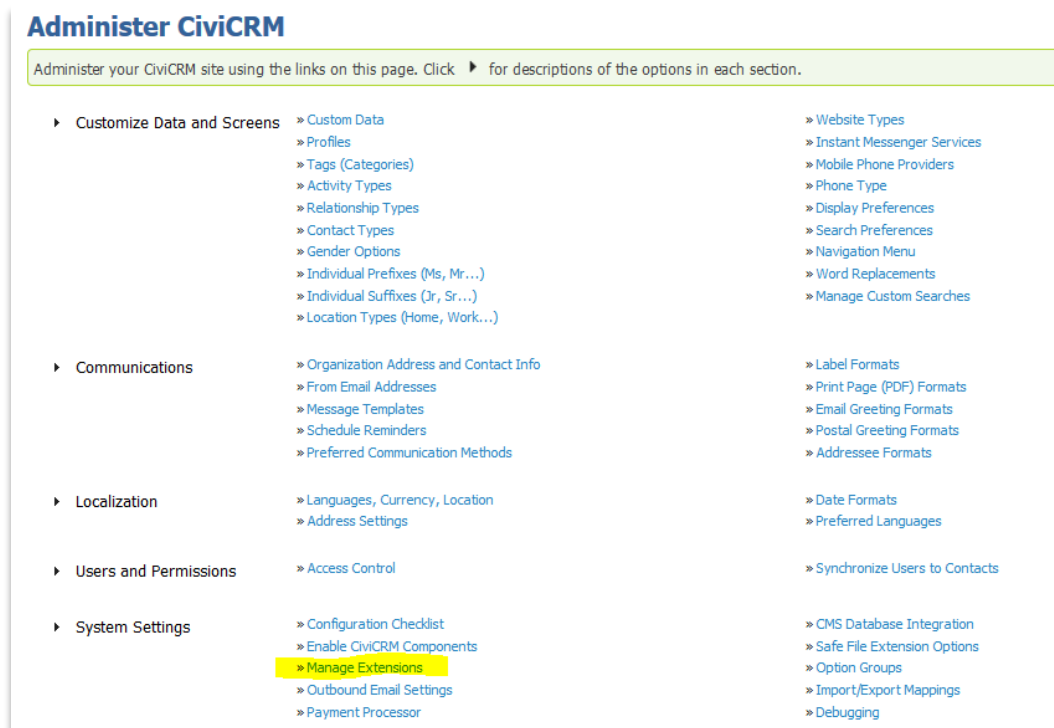 Administer CiviCRM
Administer your CiviCRM site using the links on this page. Click ▶ for descriptions of the options in each section.
Customize Data and Screens
» Custom Data
» Profiles
» Tags (Categories)
» Activity Types
» Relationship Types
» Contact Types
» Gender Options
» Individual Prefixes (Ms, Mr...)
» Individual Suffixes (Jr, Sr...)
» Location Types (Home, Work...)
» Website Types
» Instant Messenger Services
» Mobile Phone Providers
» Phone Type
» Display Preferences
» Search Preferences
» Navigation Menu
» Word Replacements
» Manage Custom Searches
Communications
» Organization Address and Contact Info
» From Email Addresses
» Message Templates
» Schedule Reminders
» Preferred Communication Methods
» Label Formats
» Print Page (PDF) Formats
» Email Greeting Formats
» Postal Greeting Formats
» Addressee Formats
Localization
» Languages, Currency, Location
» Address Settings
» Date Formats
» Preferred Languages
Users and Permissions
» Access Control
» Synchronize Users to Contacts
System Settings
» Configuration Checklist
» Enable CiviCRM Components
» Manage Extensions
» Outbound Email Settings
» Payment Processor
» CMS Database Integration
» Safe File Extension Options
» Option Groups
» Import/Export Mappings
» Debugging